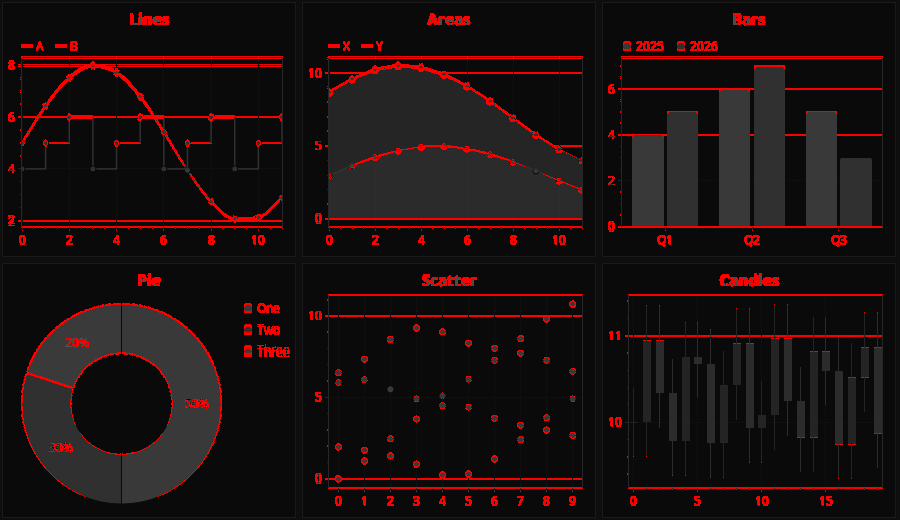 Lines
A B
8
6
4
2
0 2 4 6 8 10
Areas
X Y
10
5
0
0 2 4 6 8 10
Bars
2025 2026
6
4
2
0
Q1 Q2 Q3
Pie
One
Two
Three
20%
Scatter
10
5
0
0 1 2 3 4 5 6 7 8 9
Candles
11
10
0 5 10 15